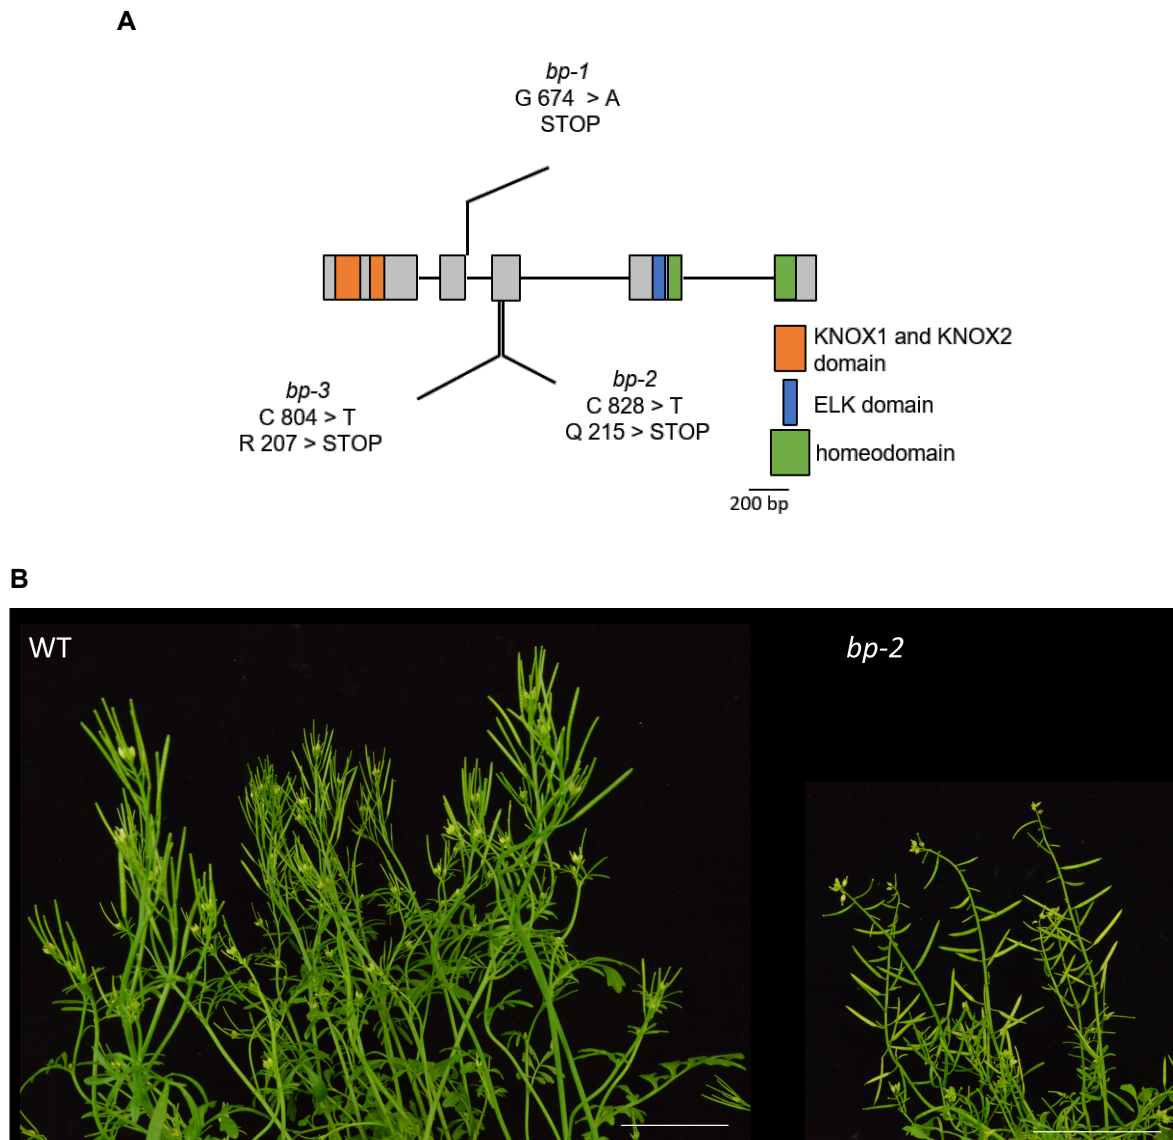 A
bp-1
G 674 > A
STOP
bp-3
C 804 > T
R 207 > STOP
bp-2
C 828 > T
Q 215 > STOP
KNOX1 and KNOX2
domain
ELK domain
homeodomain
200 bp
B
WT
bp-2